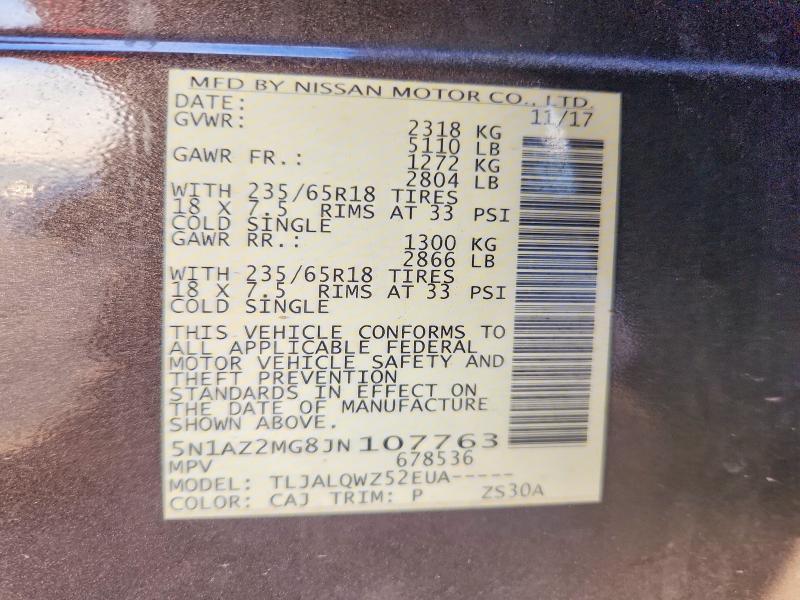 MFD BY NISSAN MOTOR CO., LTD.
DATE: 11/17
GVWR: 2318 KG
5110 LB
GAWR FR.: 1272 KG
2804 LB
WITH 235/65R18 TIRES
18 X 7.5 RIMS AT 33 PSI
COLD SINGLE
GAWR RR.: 1300 KG
2866 LB
WITH 235/65R18 TIRES
18 X 7.5 RIMS AT 33 PSI
COLD SINGLE
THIS VEHICLE CONFORMS TO
ALL APPLICABLE FEDERAL
MOTOR VEHICLE SAFETY AND
THEFT PREVENTION
STANDARDS IN EFFECT ON
THE DATE OF MANUFACTURE
SHOWN ABOVE.
5N1AZ2MG8JN107763
MPV 678536
MODEL: TLJALQWZ52EUA-----
COLOR: CAJ TRIM: P ZS30A